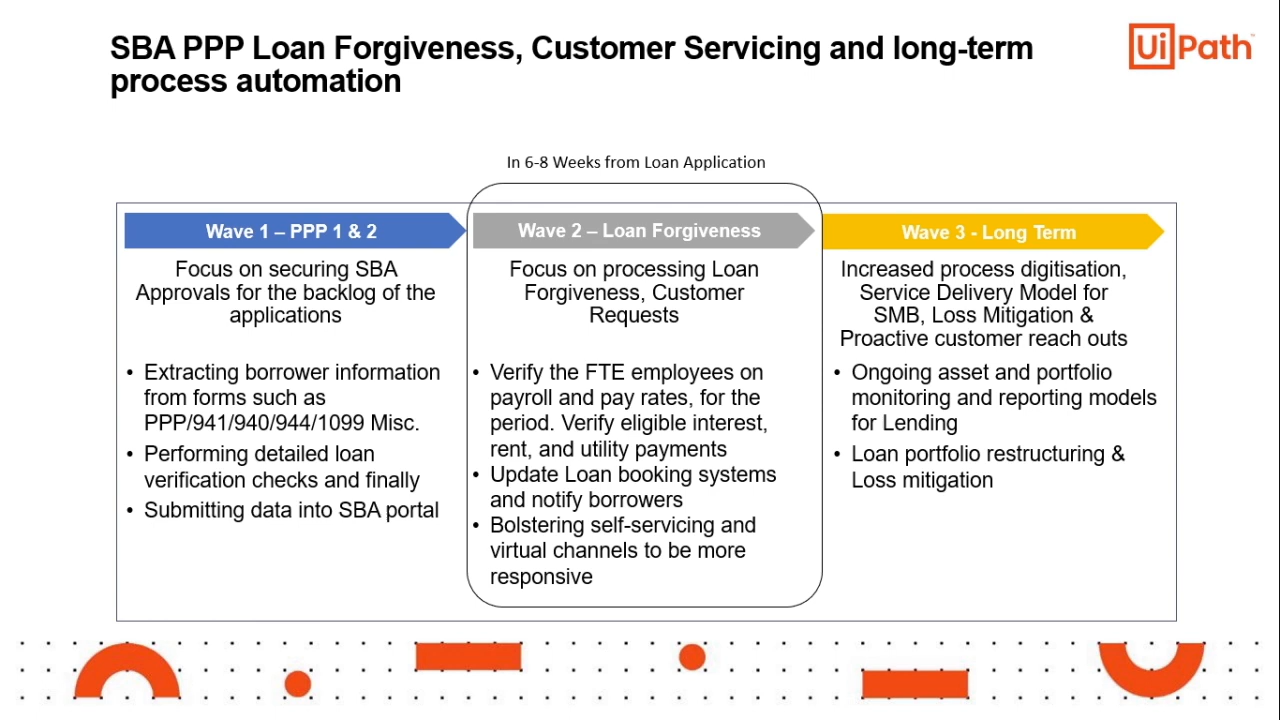 SBA PPP Loan Forgiveness, Customer Servicing and long-term
process automation
UiPath
In 6-8 Weeks from Loan Application
Wave 1 – PPP 1 & 2
Focus on securing SBA
Approvals for the backlog of the
applications
• Extracting borrower information
from forms such as
PPP/941/940/944/1099 Misc.
• Performing detailed loan
verification checks and finally
• Submitting data into SBA portal
Wave 2 – Loan Forgiveness
Focus on processing Loan
Forgiveness, Customer
Requests
• Verify the FTE employees on
payroll and pay rates, for the
period. Verify eligible interest,
rent, and utility payments
• Update Loan booking systems
and notify borrowers
• Bolstering self-servicing and
virtual channels to be more
responsive
Wave 3 - Long Term
Increased process digitisation,
Service Delivery Model for
SMB, Loss Mitigation &
Proactive customer reach outs
• Ongoing asset and portfolio
monitoring and reporting models
for Lending
• Loan portfolio restructuring &
Loss mitigation